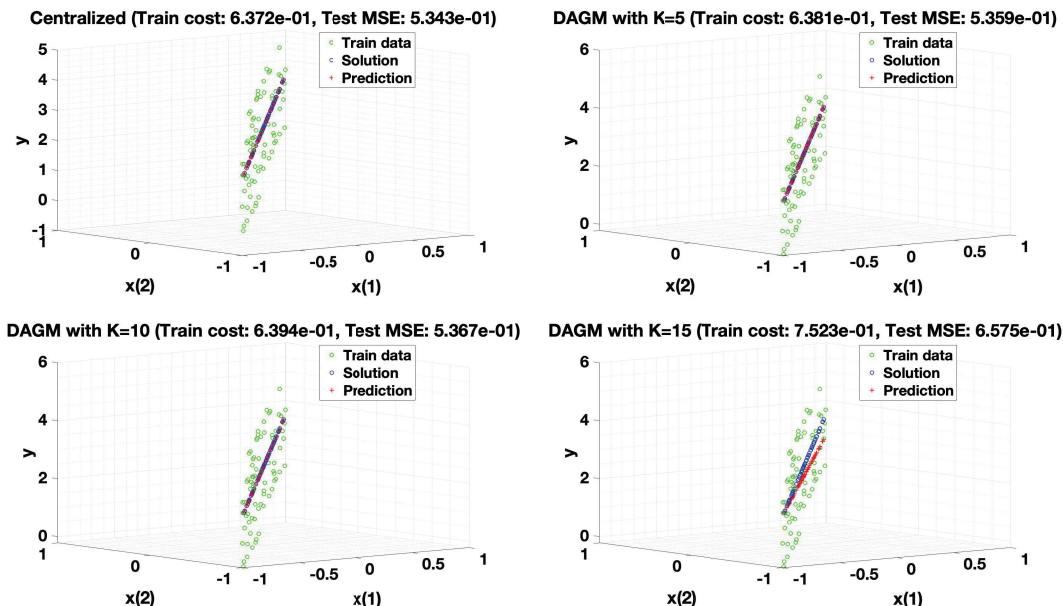 Centralized (Train cost: 6.372e-01, Test MSE: 5.343e-01)
Train data
Solution
Prediction
5
4
3
2
1
0
-1
y
1
0
-1
x(2)
-1
-0.5
0
0.5
1
x(1)
DAGM with K=5 (Train cost: 6.381e-01, Test MSE: 5.359e-01)
Train data
Solution
Prediction
6
4
2
0
y
1
0
-1
x(2)
-1
-0.5
0
0.5
1
x(1)
DAGM with K=10 (Train cost: 6.394e-01, Test MSE: 5.367e-01)
Train data
Solution
Prediction
6
4
2
0
y
1
0
-1
x(2)
-1
-0.5
0
0.5
1
x(1)
DAGM with K=15 (Train cost: 7.523e-01, Test MSE: 6.575e-01)
Train data
Solution
Prediction
6
4
2
0
y
1
0
-1
x(2)
-1
-0.5
0
0.5
1
x(1)